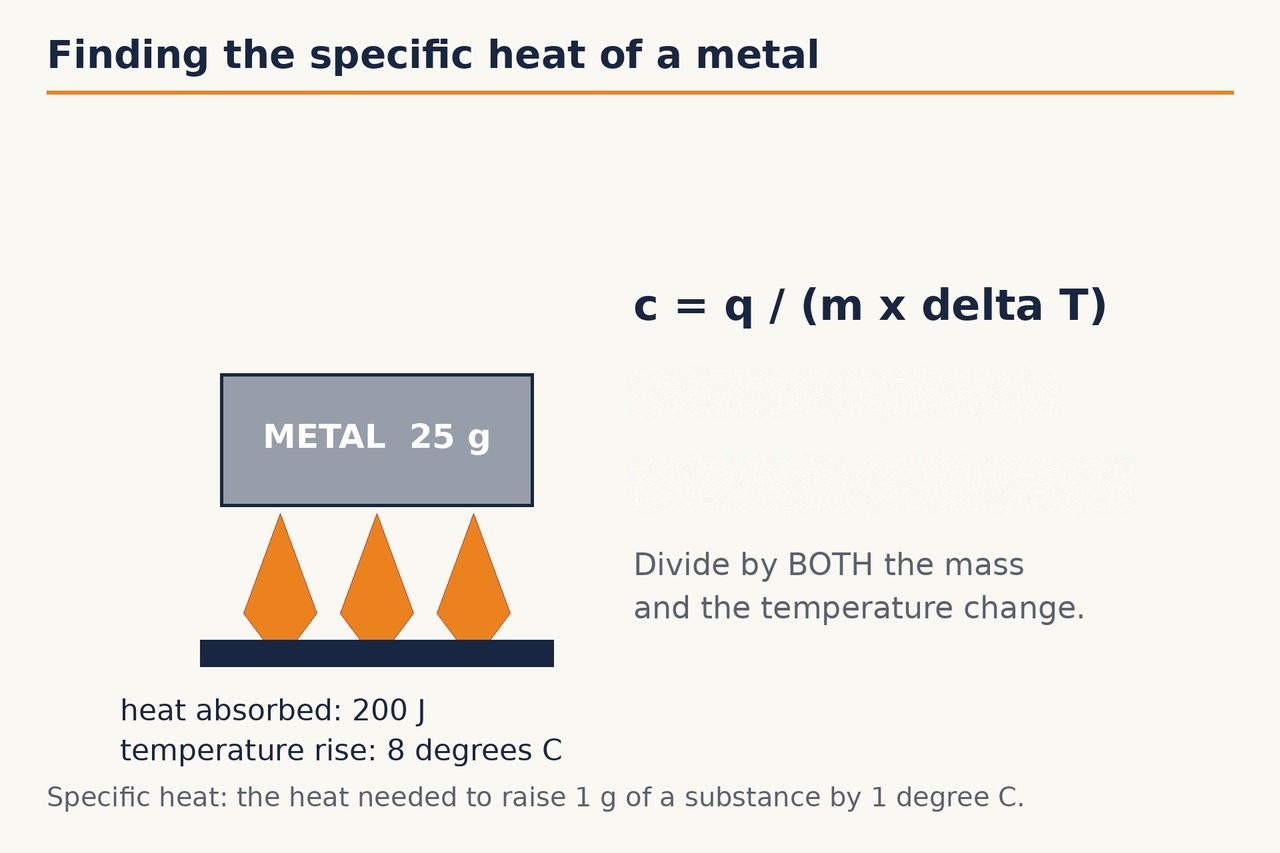 Finding the specific heat of a metal
c = q / (m x delta T)
METAL  25 g
Divide by BOTH the mass
and the temperature change.
heat absorbed: 200 J
temperature rise: 8 degrees C
Specific heat: the heat needed to raise 1 g of a substance by 1 degree C.